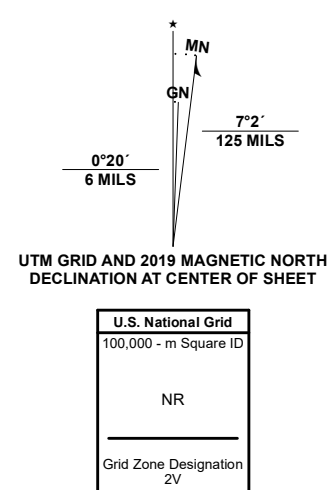 ★
MN
GN
7°2´
125 MILS
0°20´
6 MILS
UTM GRID AND 2019 MAGNETIC NORTH
DECLINATION AT CENTER OF SHEET
U.S. National Grid
100,000 - m Square ID
NR
Grid Zone Designation
2V